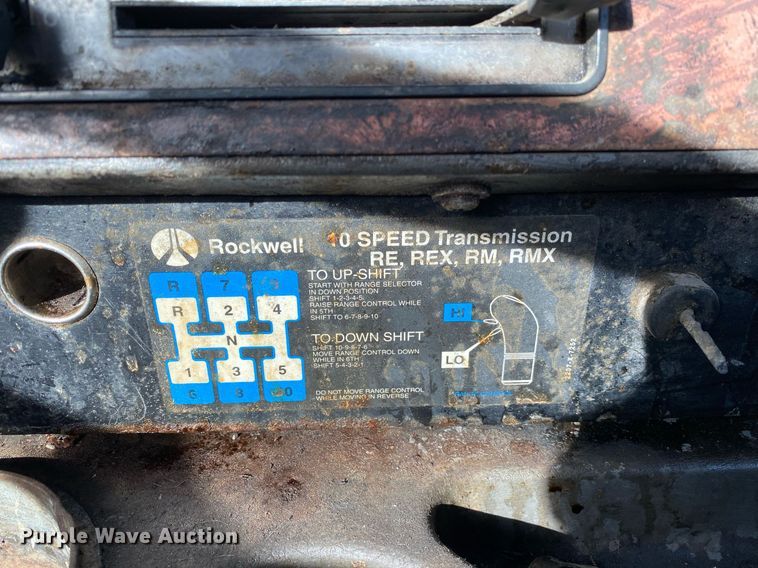 Rockwell 10 SPEED Transmission
RE, REX, RM, RMX
R 7
R 2 4
N
1 3 5
TO UP-SHIFT
START WITH RANGE SELECTOR
IN DOWN POSITION
SHIFT 1-2-3-4-5
RAISE RANGE CONTROL WHILE
IN 5TH
SHIFT TO 6-7-8-9-10
TO DOWN SHIFT
SHIFT 10-9-8-7-6
MOVE RANGE CONTROL DOWN
WHILE IN 6TH
SHIFT 5-4-3-2-1
DO NOT MOVE RANGE CONTROL
WHILE MOVING IN REVERSE
HI
LO
Purple Wave Auction